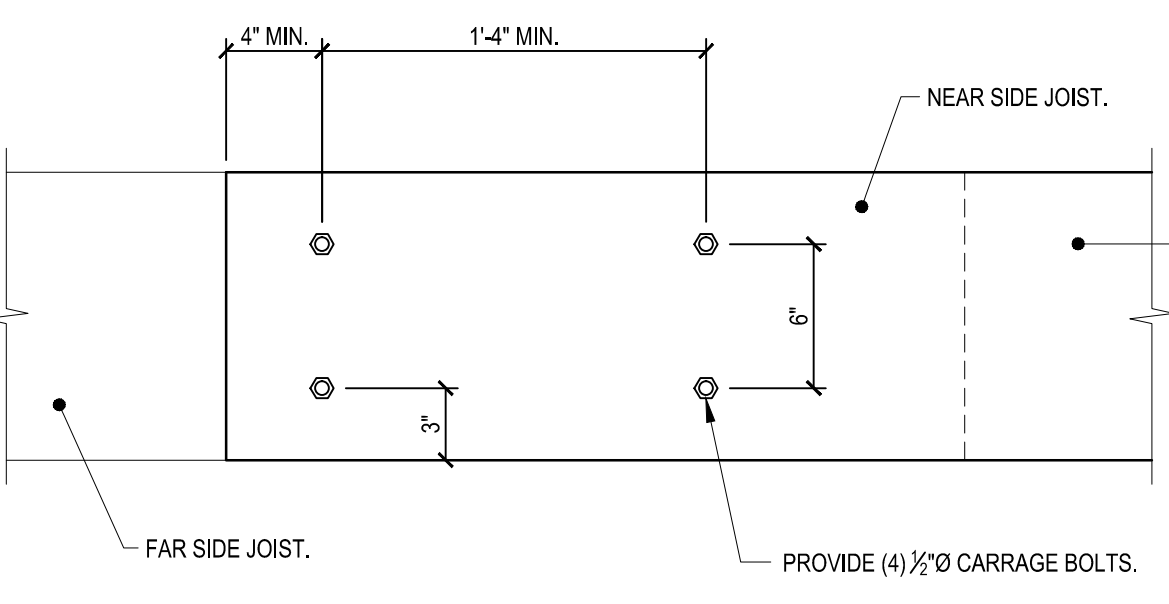 4" MIN.
1'-4" MIN.
NEAR SIDE JOIST.
6"
3"
FAR SIDE JOIST.
PROVIDE (4) ½"Ø CARRAGE BOLTS.